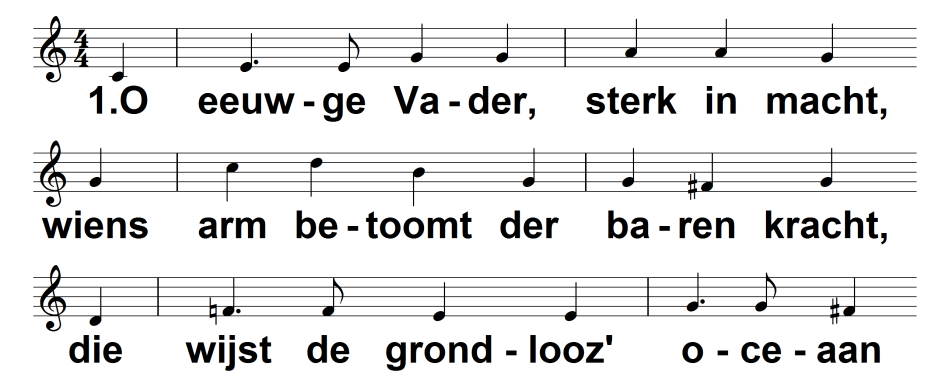 1.O eeuw-ge Va-der, sterk in macht,
wiens arm be-toomt der ba-ren kracht,
die wijst de grond-looz' o-ce-aan